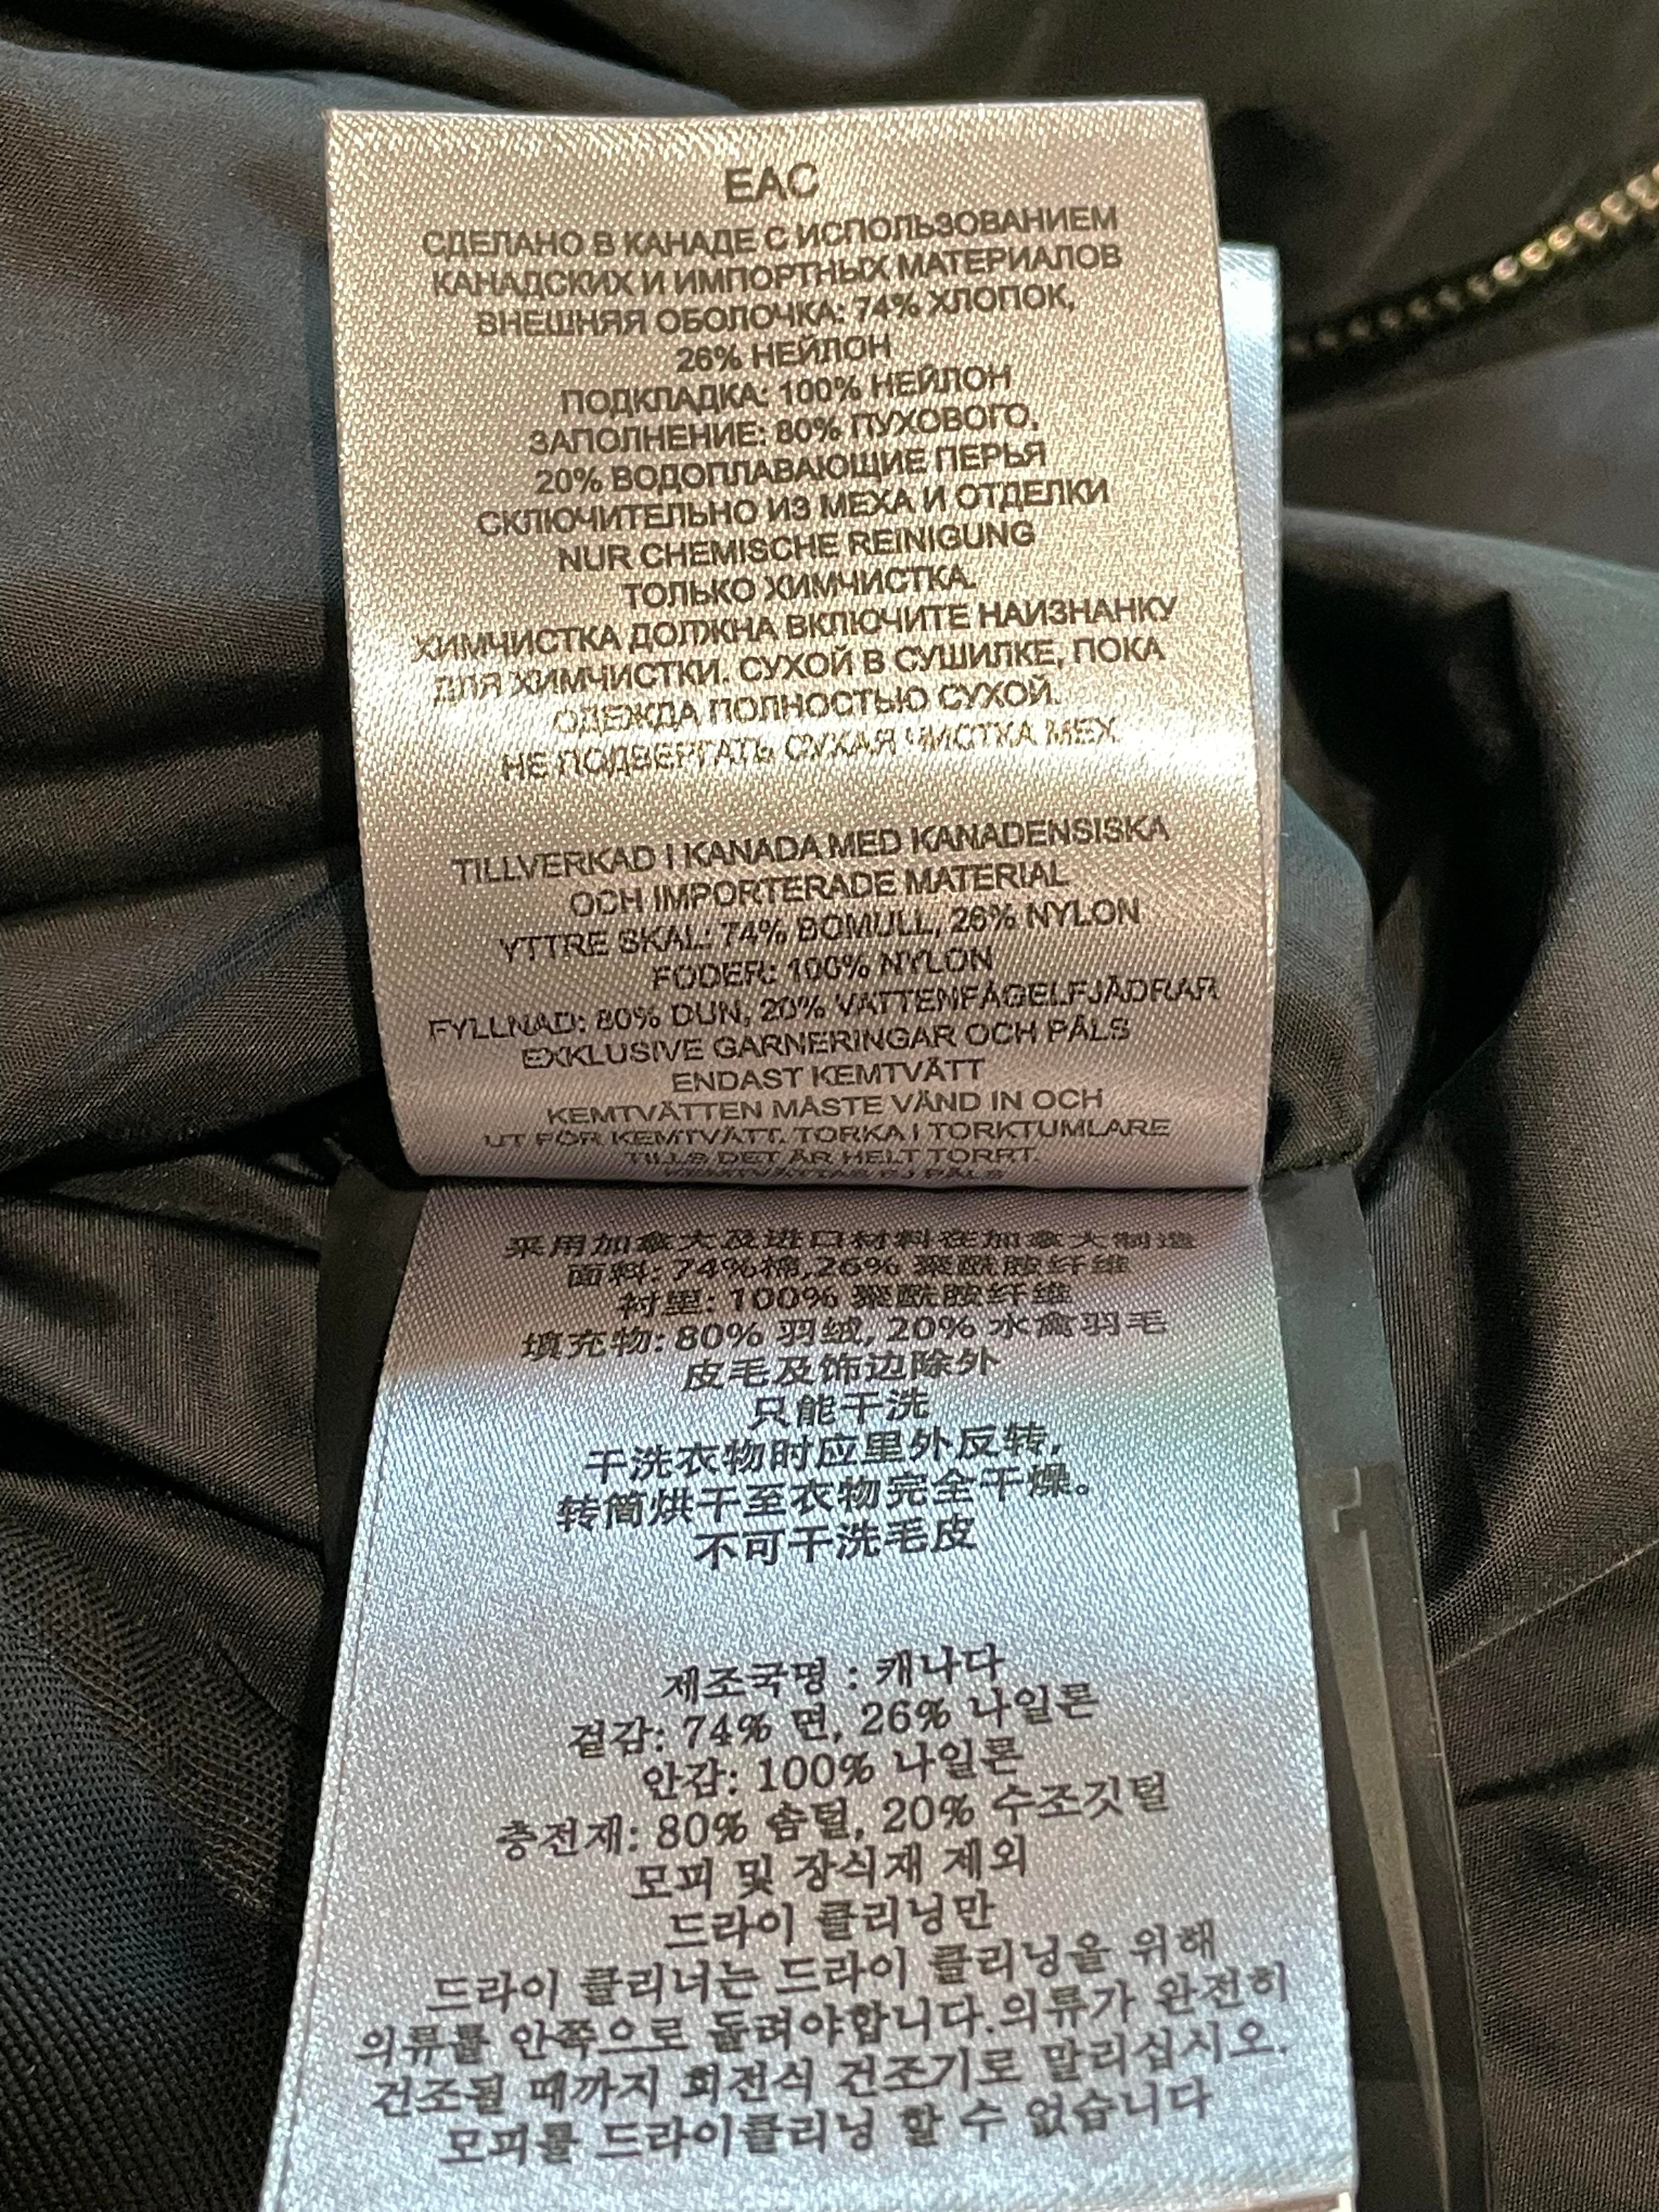 EAC
СДЕЛАНО В КАНАДЕ С ИСПОЛЬЗОВАНИЕМ
КАНАДСКИХ И ИМПОРТНЫХ МАТЕРИАЛОВ
ВНЕШНЯЯ ОБОЛОЧКА: 74% ХЛОПОК,
26% НЕЙЛОН
ПОДКЛАДКА: 100% НЕЙЛОН
ЗАПОЛНЕНИЕ: 80% ПУХОВОГО,
20% ВОДОПЛАВАЮЩИЕ ПЕРЬЯ
СКЛЮЧИТЕЛЬНО ИЗ МЕХА И ОТДЕЛКИ
NUR CHEMISCHE REINIGUNG
ТОЛЬКО ХИМЧИСТКА.
ХИМЧИСТКА ДОЛЖНА ВКЛЮЧИТЕ НАИЗНАНКУ
ДЛЯ ХИМЧИСТКИ. СУХОЙ В СУШИЛКЕ, ПОКА
ОДЕЖДА ПОЛНОСТЬЮ СУХОЙ.
НЕ ПОДВЕРГАТЬ СУХАЯ ЧИСТКА МЕХ
TILLVERKAD I KANADA MED KANADENSISKA
OCH IMPORTERADE MATERIAL
YTTRE SKAL: 74% BOMULL, 26% NYLON
FODER: 100% NYLON
FYLLNAD: 80% DUN, 20% VATTENFÅGELFJÄDRAR
EXKLUSIVE GARNERINGAR OCH PÄLS
ENDAST KEMTVÄTT
KEMTVÄTTEN MÅSTE VÄND IN OCH
UT FÖR KEMTVÄTT. TORKA I TORKTUMLARE
TILLS DET ÄR HELT TORRT.
PÄLS
采用加拿大及进口材料在加拿大制造
面料: 74%棉,26% 聚酰胺纤维
衬里: 100% 聚酰胺纤维
填充物: 80% 羽绒, 20% 水禽羽毛
皮毛及饰边除外
只能干洗
干洗衣物时应里外反转,
转筒烘干至衣物完全干燥。
不可干洗毛皮
제조국명 : 캐나다
겉감: 74% 면, 26% 나일론
안감: 100% 나일론
충전재: 80% 솜털, 20% 수조깃털
모피 및 장식재 제외
드라이 클리닝만
드라이 클리너는 드라이 클리닝을 위해
의류를 안쪽으로 돌려야합니다.의류가 완전히
건조될 때까지 회전식 건조기로 말리십시오.
모피를 드라이클리닝 할 수 없습니다